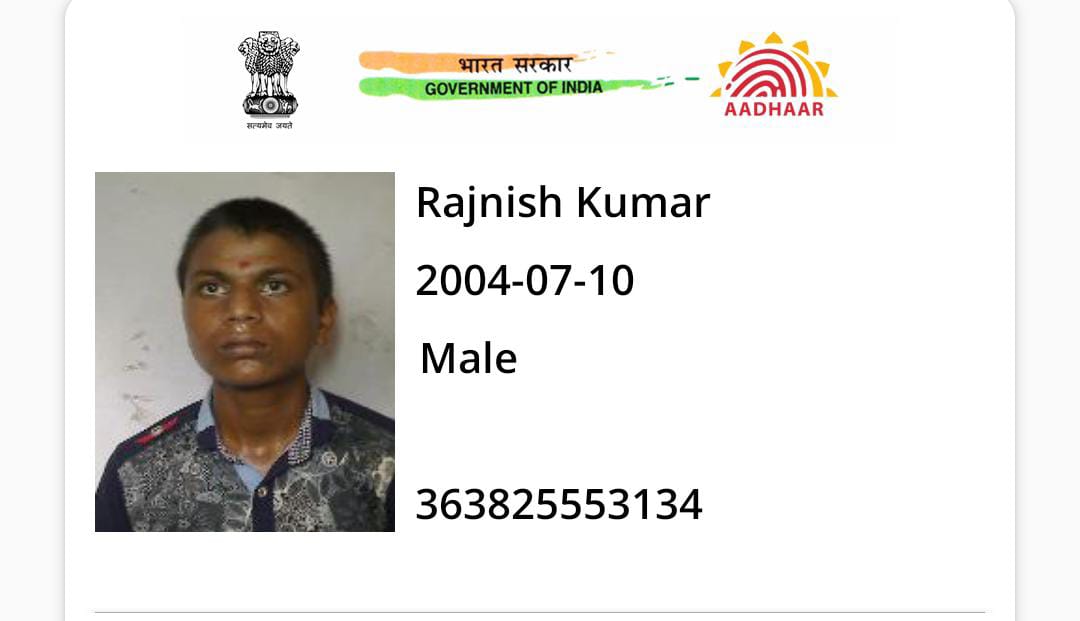 सत्यमेव जयते
भारत सरकार
GOVERNMENT OF INDIA
AADHAAR
Rajnish Kumar
2004-07-10
Male
363825553134